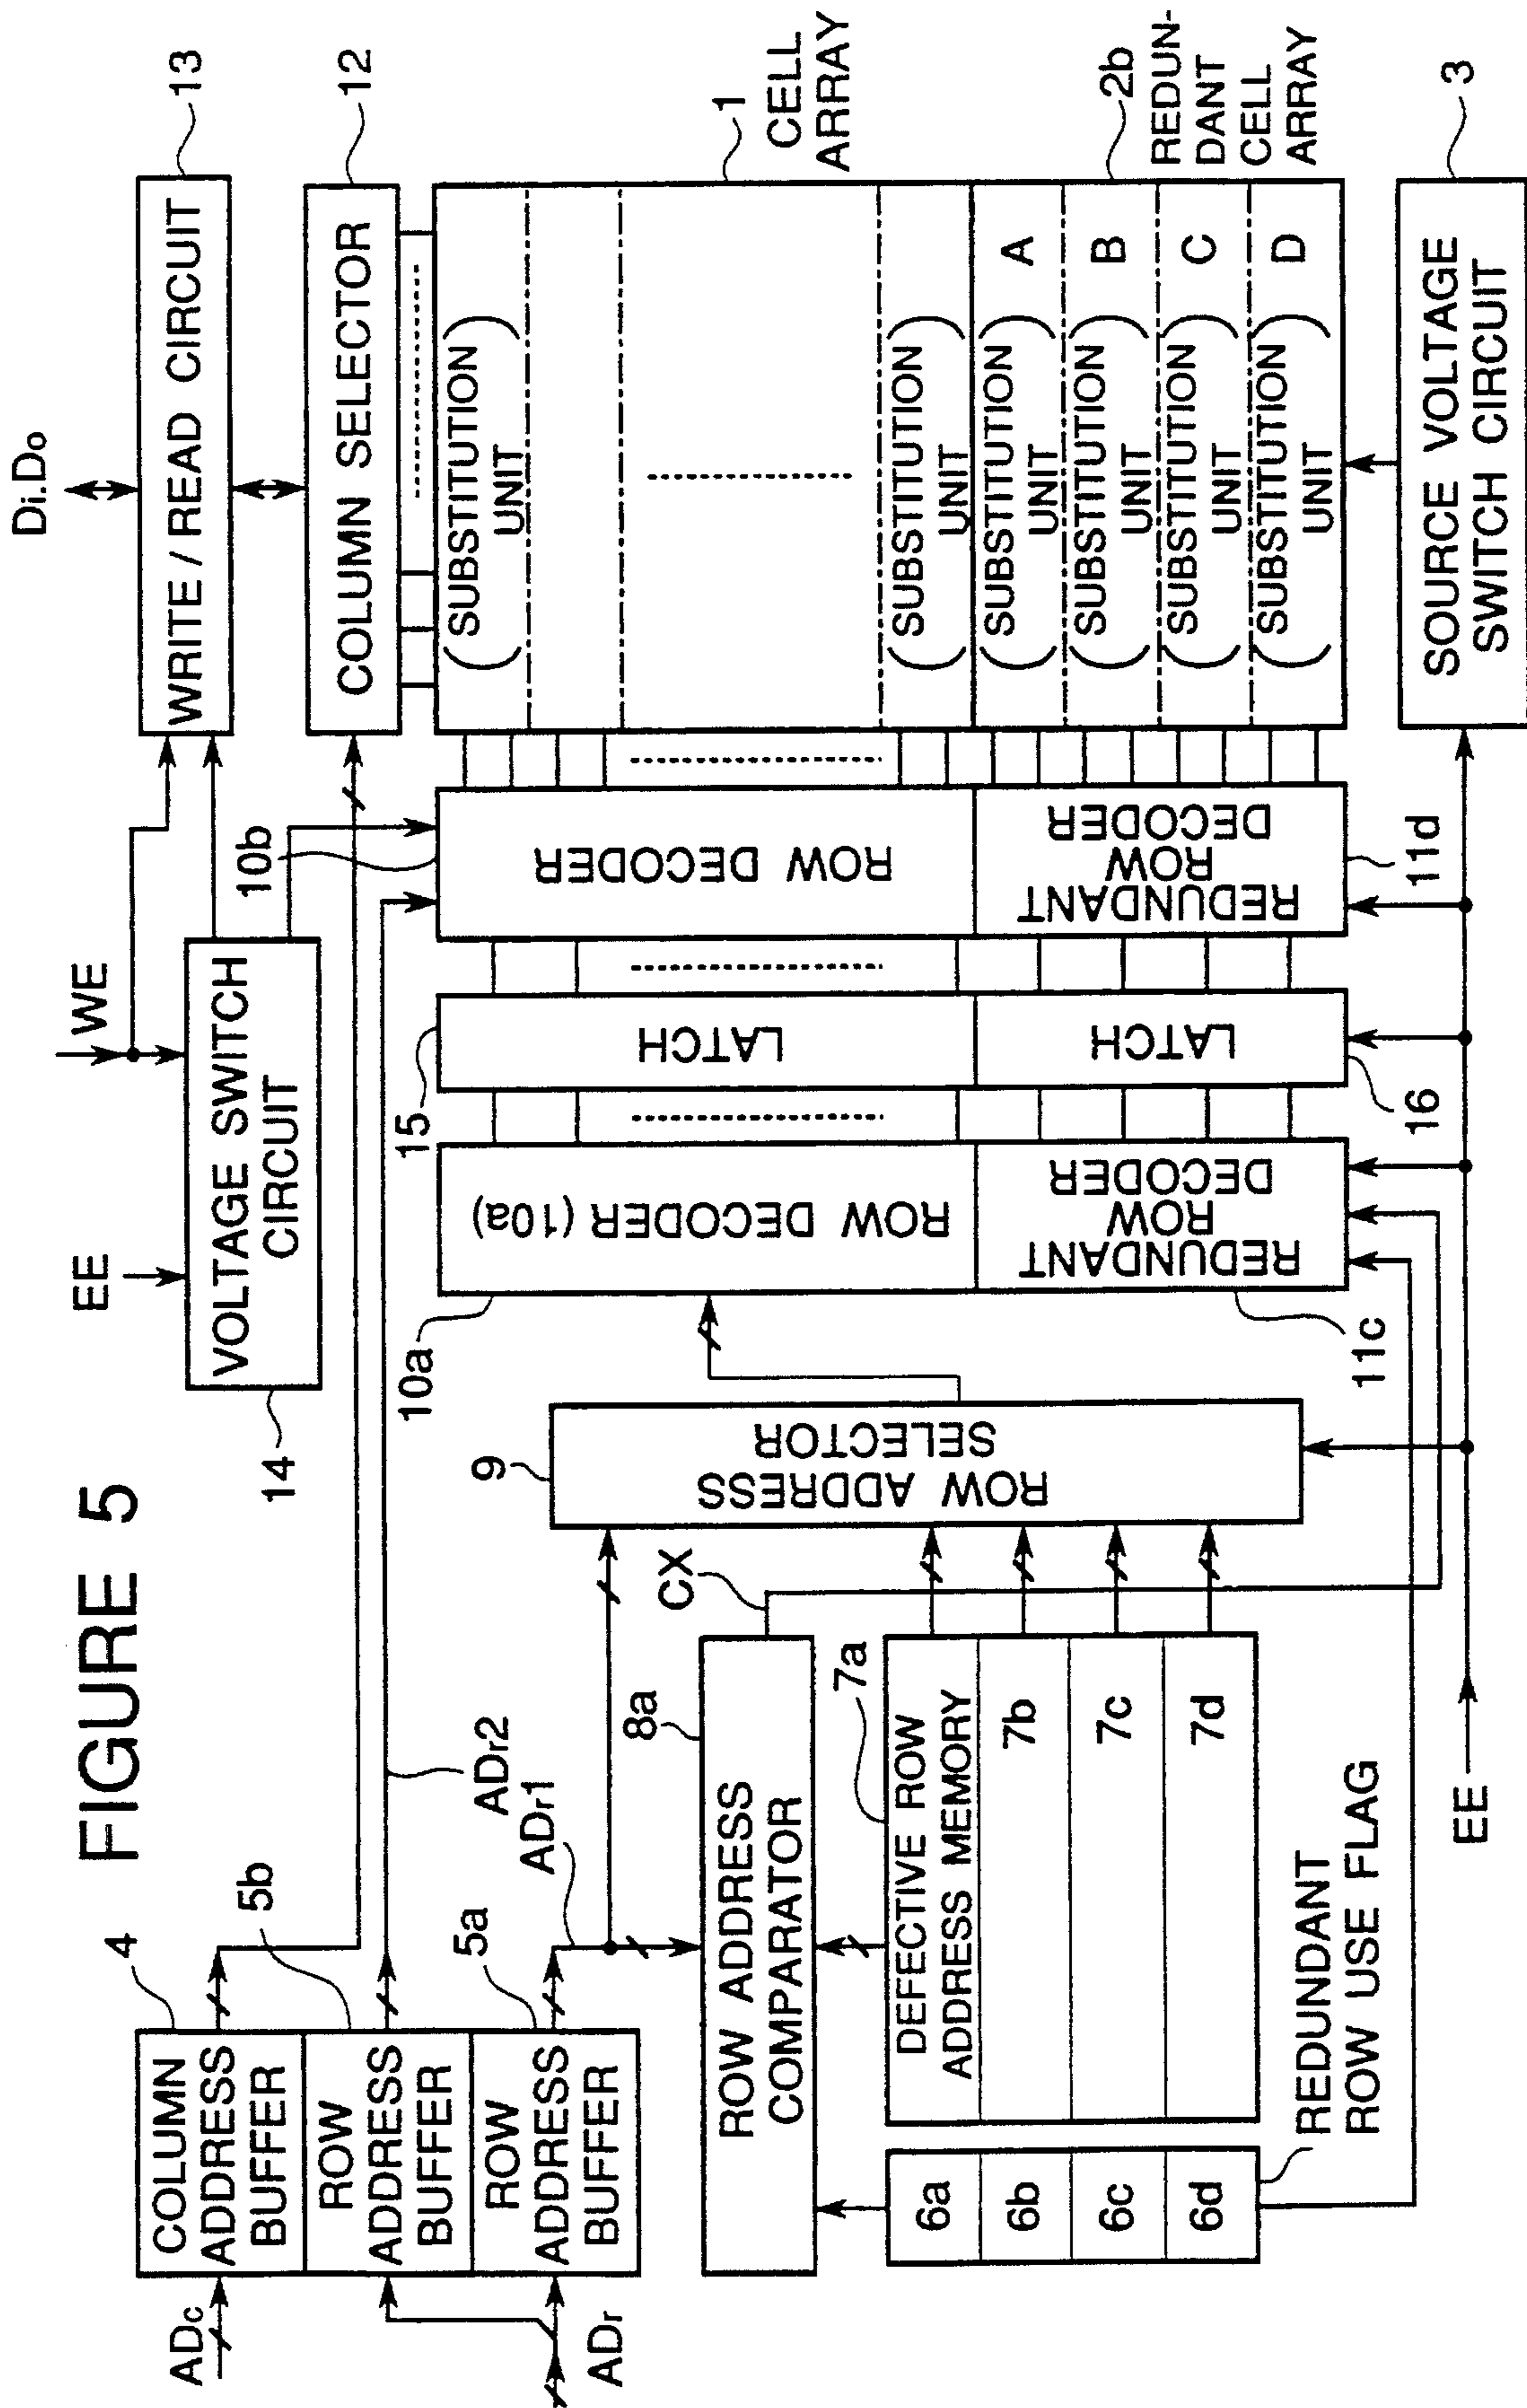 FIGURE 5
ADc
ADr
4
5b
5a
COLUMN
ADDRESS
BUFFER
ROW
ADDRESS
BUFFER
ROW
ADDRESS
BUFFER
ADr2
ADr1
8a
ROW ADDRESS
COMPARATOR
CX
7a
DEFECTIVE ROW
ADDRESS MEMORY
7b
7c
7d
6a
6b
6c
6d
REDUNDANT
ROW USE FLAG
EE
9
ROW ADDRESS
SELECTOR
EE
WE
14
VOLTAGE SWITCH
CIRCUIT
10a
ROW DECODER (10a)
REDUNDANT
ROW
DECODER
11c
15
LATCH
LATCH
16
10b
ROW DECODER
REDUNDANT
ROW
DECODER
11d
Di.Do
13
WRITE/READ CIRCUIT
12
COLUMN SELECTOR
(SUBSTITUTION)
UNIT
(SUBSTITUTION)
UNIT
(SUBSTITUTION) A
UNIT
(SUBSTITUTION) B
UNIT
(SUBSTITUTION) C
UNIT
(SUBSTITUTION) D
UNIT
1
CELL
ARRAY
2b
REDUN-
DANT
CELL
ARRAY
3
SOURCE VOLTAGE
SWITCH CIRCUIT